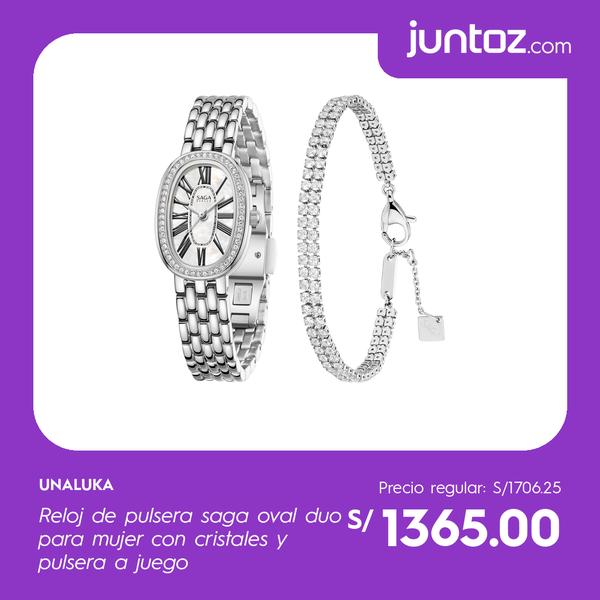 juntoz.com
SAGA
UNALUKA
Precio regular: S/1706.25
Reloj de pulsera saga oval duo
para mujer con cristales y
pulsera a juego
S/ 1365.00